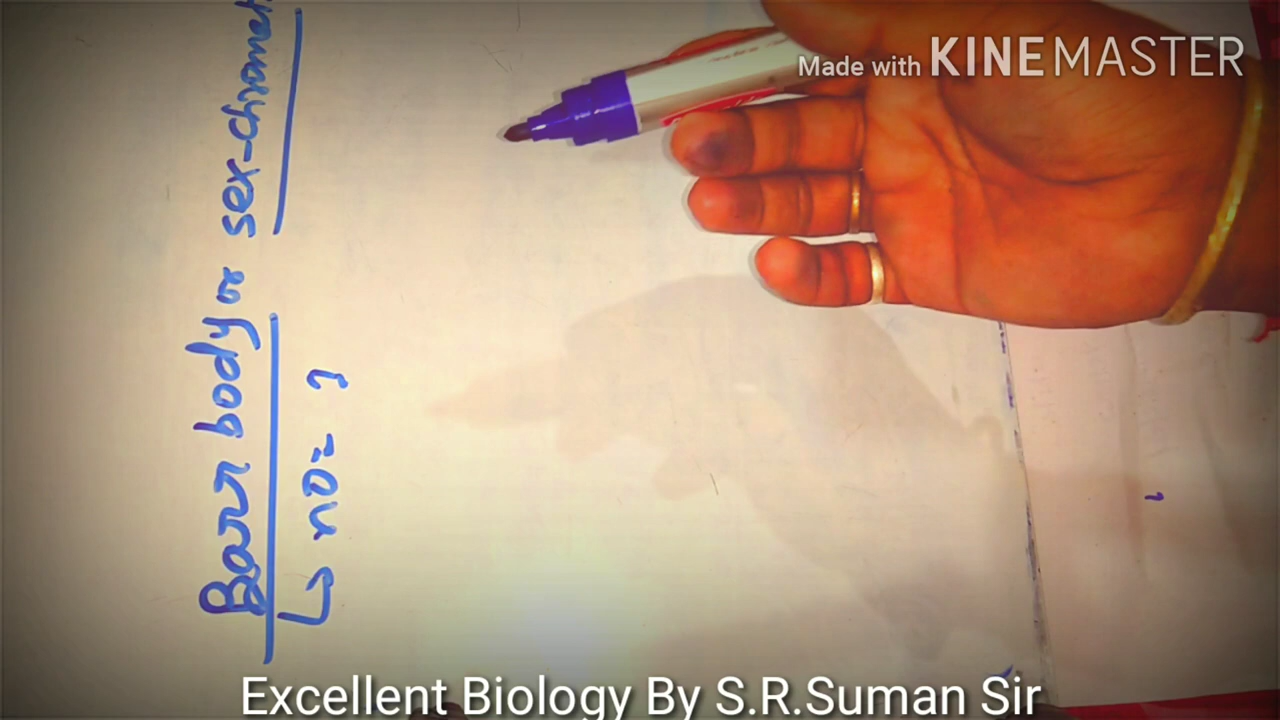 Made with KINEMASTER
Barr body or sex-chromat
↳ no= ?
Excellent Biology By S.R.Suman Sir